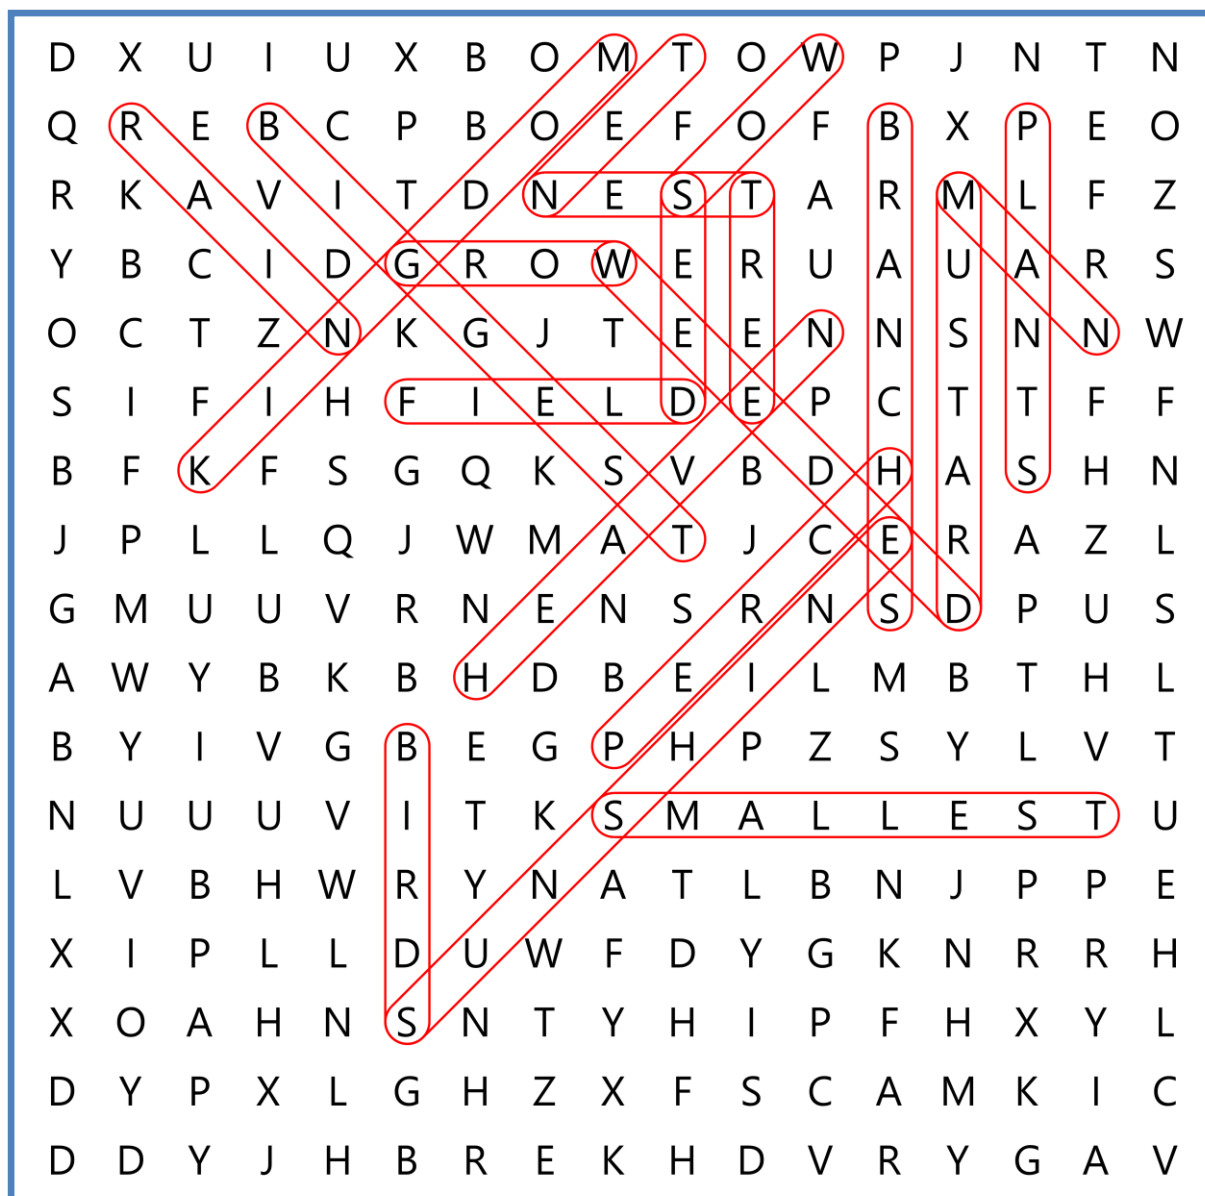 D X U I U X B O M T O W P J N T N
Q R E B C P B O E F O F B X P E O
R K A V I T D N E S T A R M L F Z
Y B C I D G R O W E R U A U A R S
O C T Z N K G J T E E N N S N N W
S I F I H F I E L D E P C T T F F
B F K F S G Q K S V B D H A S H N
J P L L Q J W M A T J C E R A Z L
G M U U V R N E N S R N S D P U S
A W Y B K B H D B E I L M B T H L
B Y I V G B E G P H P Z S Y L V T
N U U U V I T K S M A L L E S T U
L V B H W R Y N A T L B N J P P E
X I P L L D U W F D Y G K N R R H
X O A H N S N T Y H I P F H X Y L
D Y P X L G H Z X F S C A M K I C
D D Y J H B R E K H D V R Y G A V